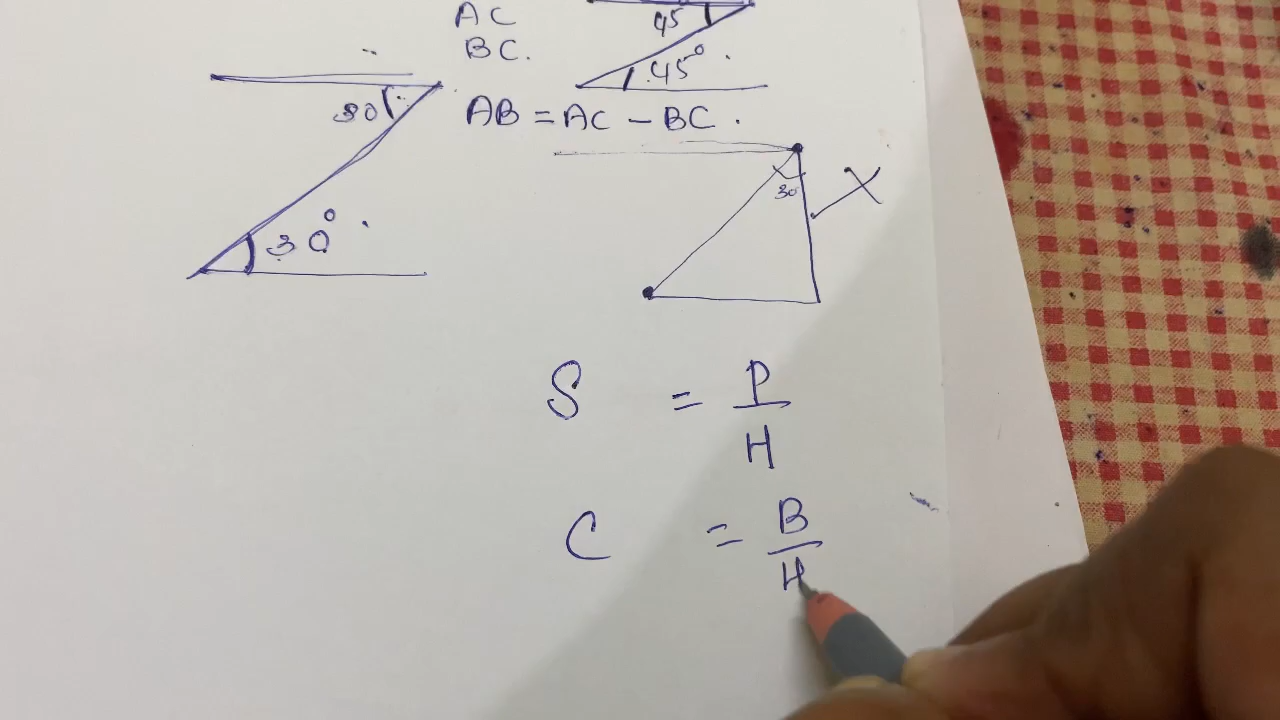 AC
BC.
45
45°
30
30°
AB = AC - BC.
30
X
S = P/H
C = B/H